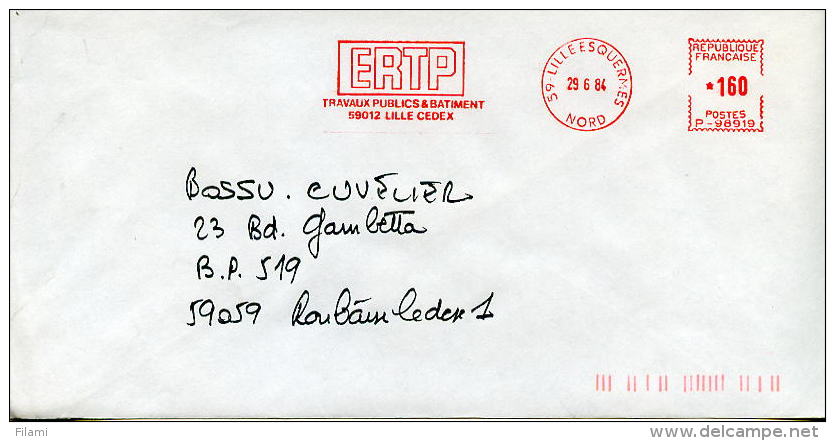 ERTP
TRAVAUX PUBLICS & BATIMENT
59012 LILLE CEDEX
59-LILLE ESQUERMES
29 6 84
NORD
REPUBLIQUE
FRANCAISE
*160
POSTES
P-98919
BOSSU. CUVELIER
23 Bd. Gambetta
B.P. 519
59059 Roubaix Cedex 1
Filami
www.delcampe.net